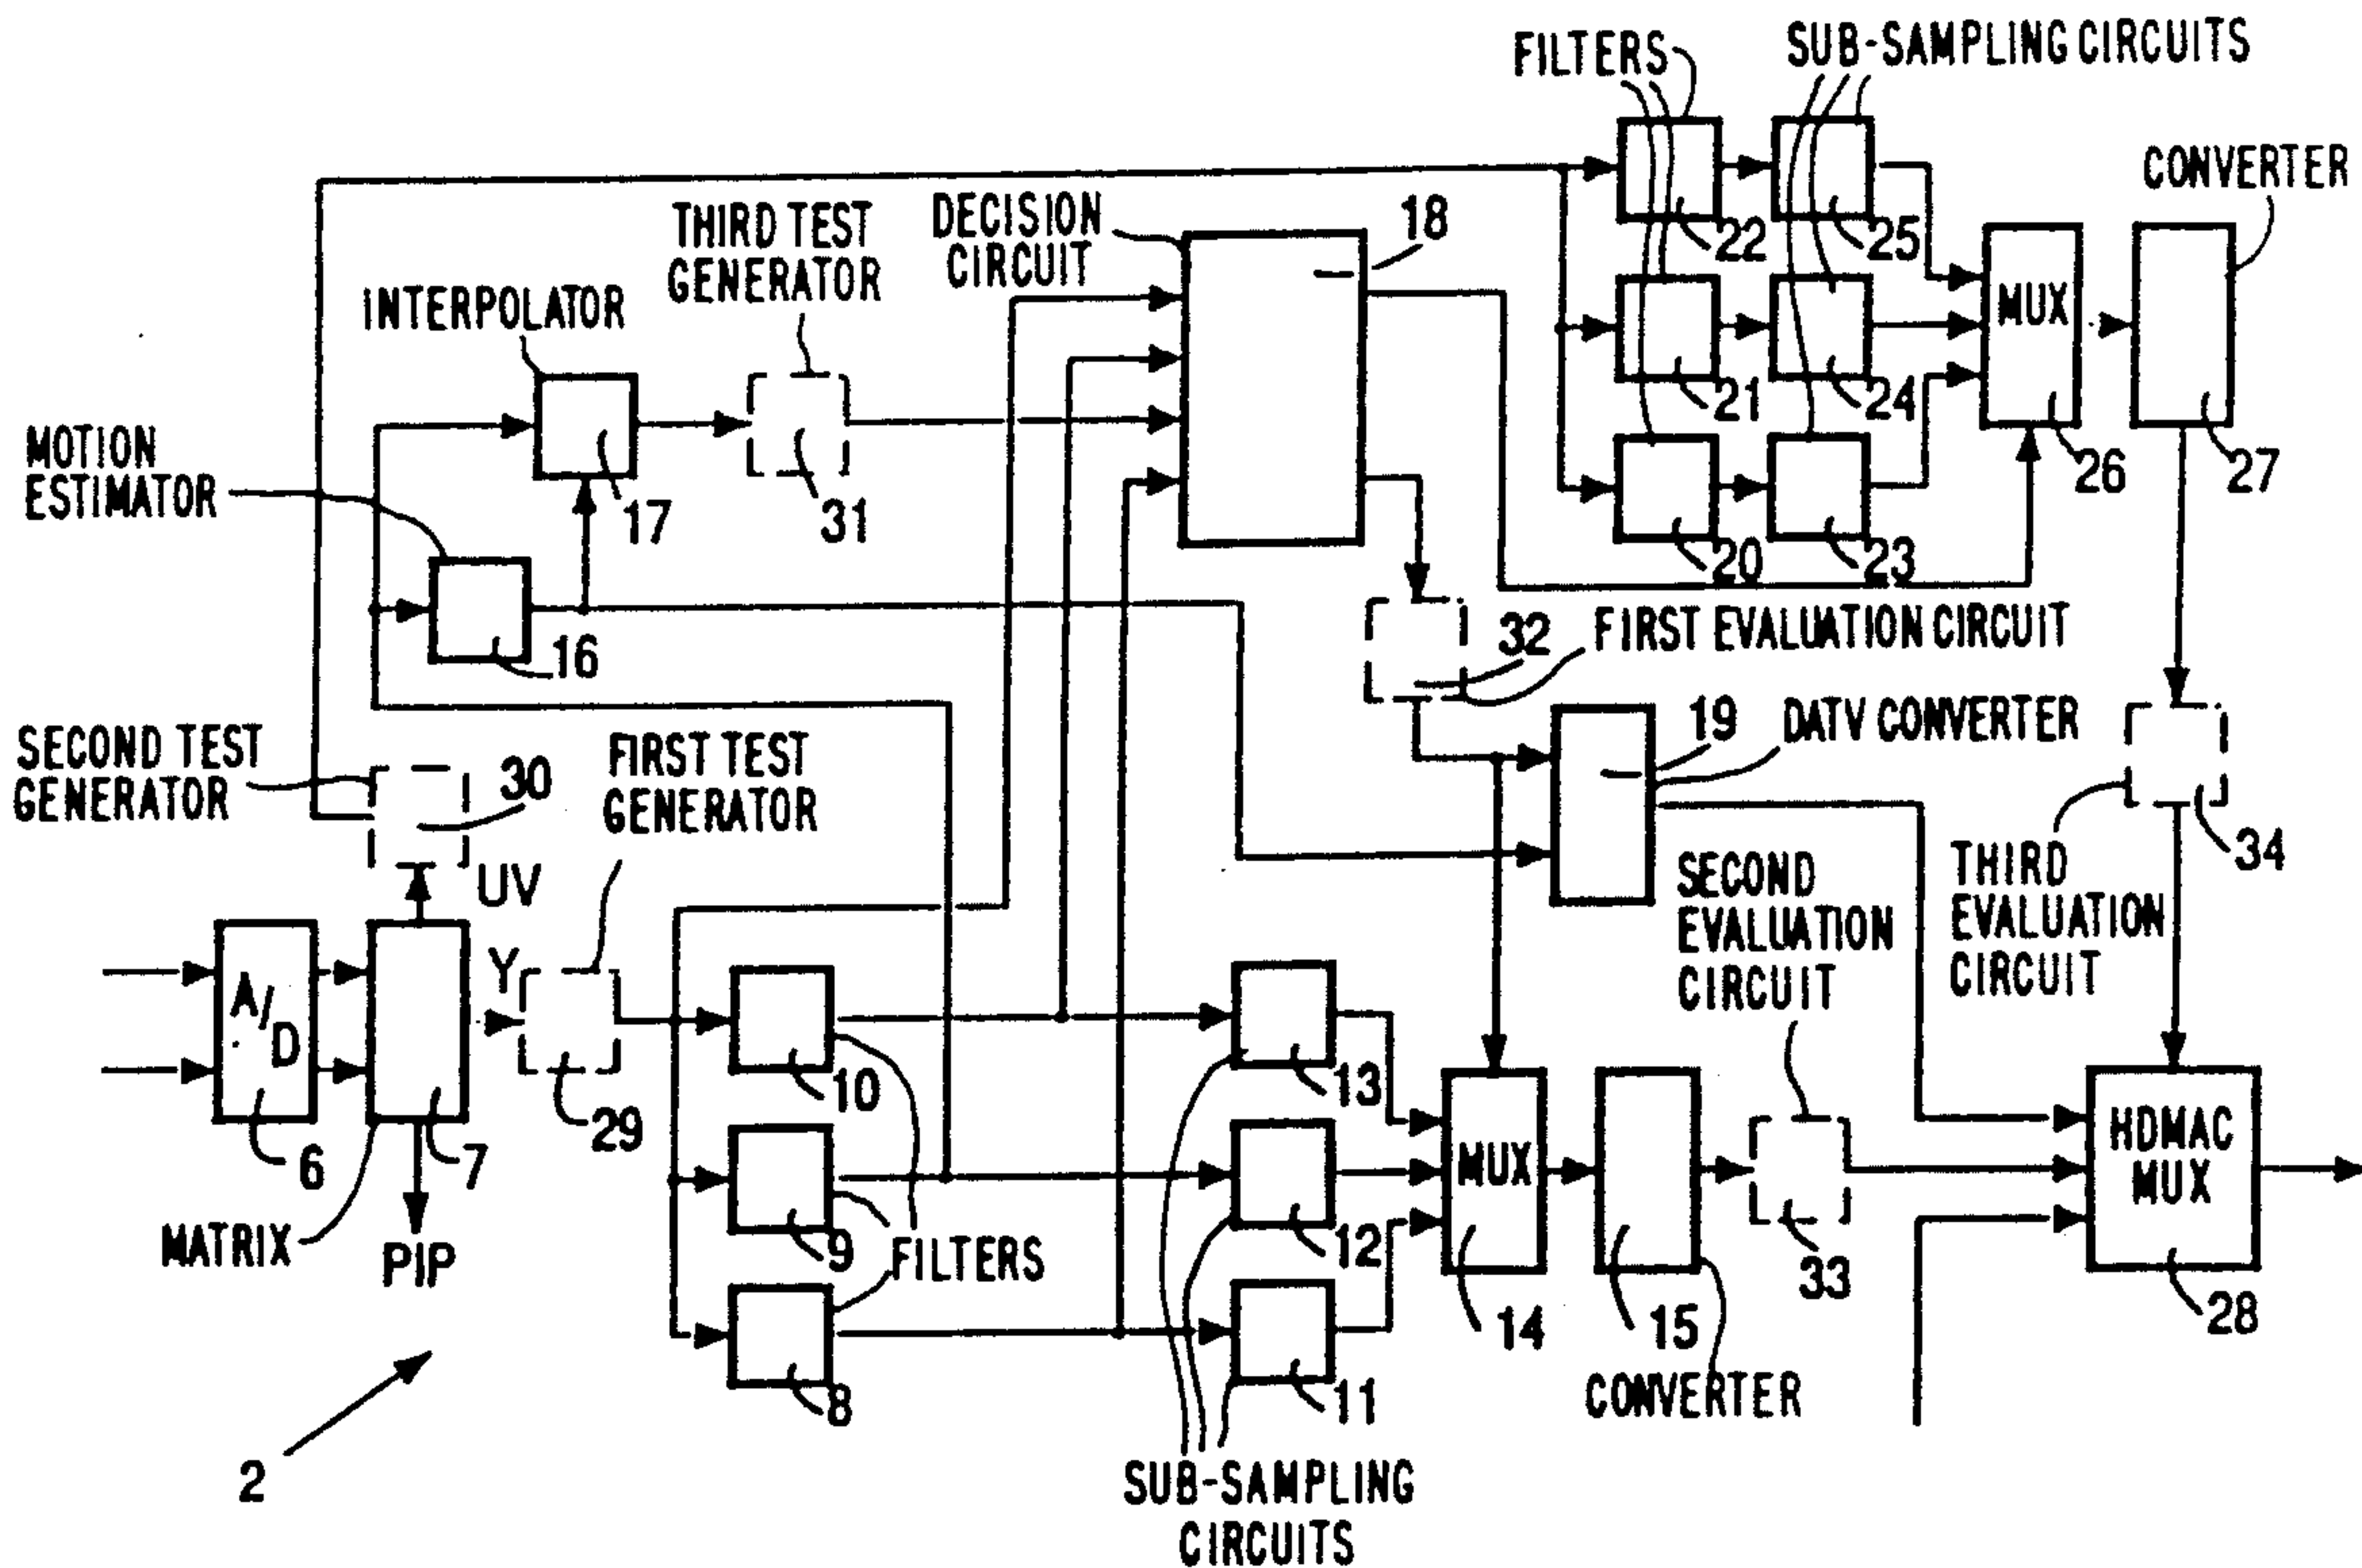 FILTERS
SUB-SAMPLING CIRCUITS
CONVERTER
22
25
THIRD TEST
GENERATOR
DECISION
CIRCUIT
18
INTERPOLATOR
MUX
21
24
26
27
MOTION
ESTIMATOR
17
31
20
23
16
32
FIRST EVALUATION CIRCUIT
SECOND TEST
GENERATOR
30
UV
FIRST TEST
GENERATOR
19
DATV CONVERTER
34
SECOND
EVALUATION
CIRCUIT
THIRD
EVALUATION
CIRCUIT
A/D
6
7
Y
29
10
13
MATRIX
PIP
9
FILTERS
12
MUX
14
15
33
HDMAC
MUX
28
8
11
CONVERTER
2
SUB-SAMPLING
CIRCUITS